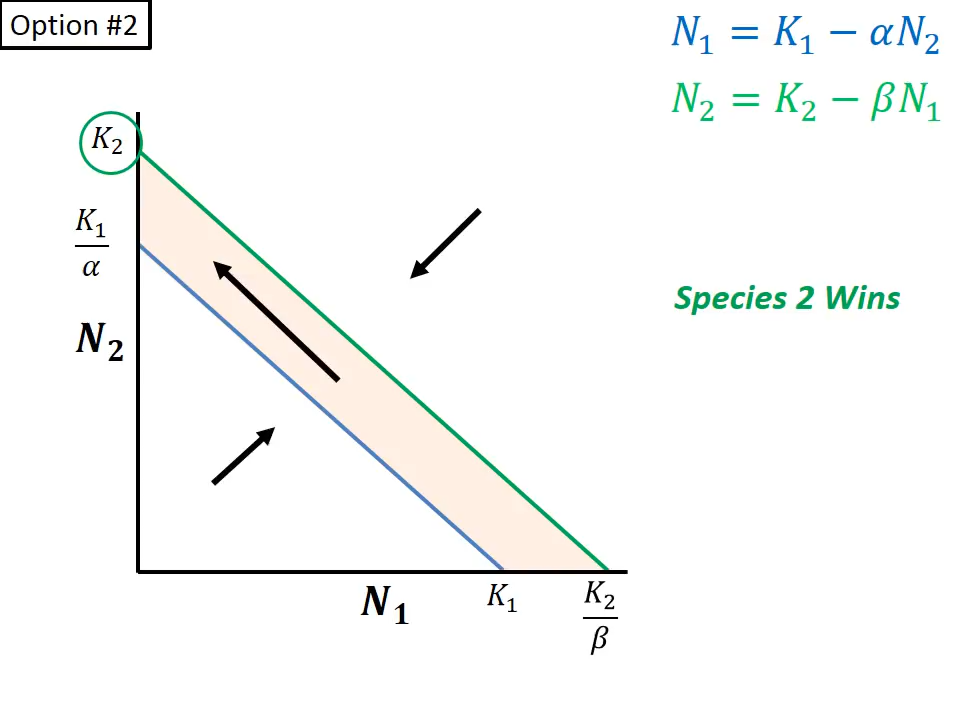 Option #2
N₁ = K₁ − αN₂
N₂ = K₂ − βN₁
K₂
K₁
α
N₂
Species 2 Wins
N₁
K₁
K₂
β